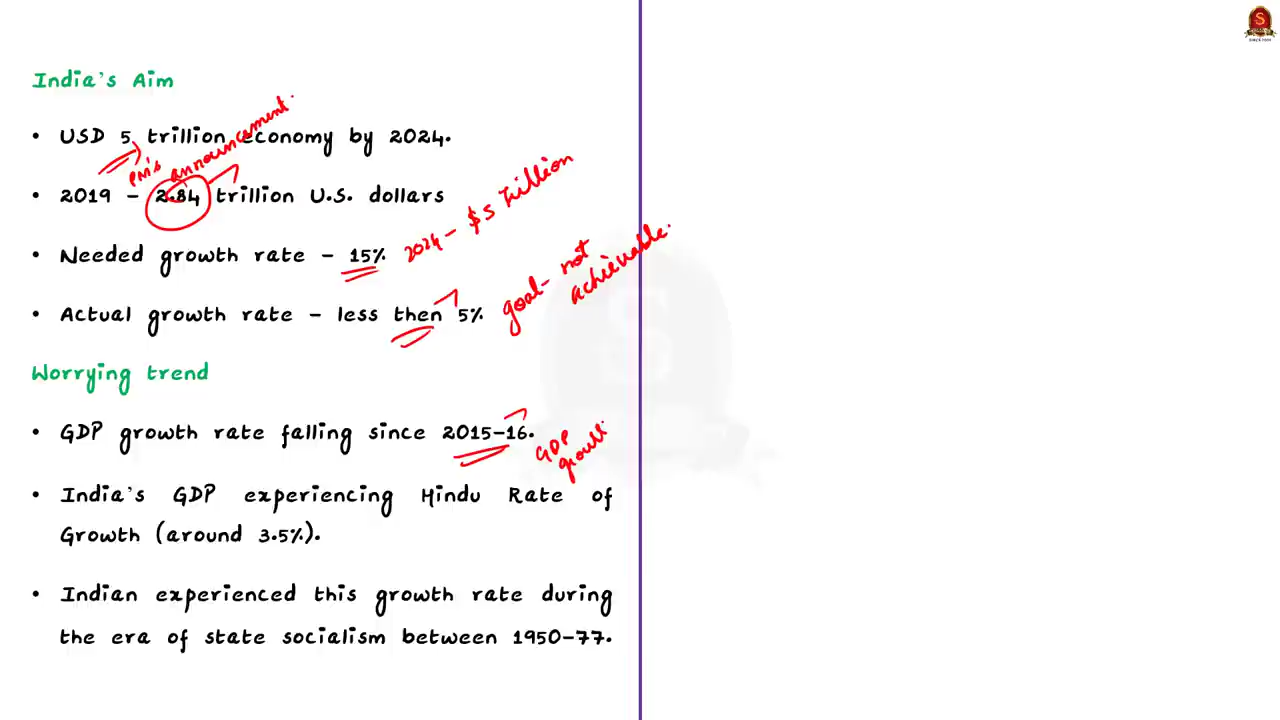 India's Aim
• USD 5 trillion economy by 2024.
PM's announcement.
• 2019 - 2.84 trillion U.S. dollars
• Needed growth rate - 15%
2024 - $5 trillion
• Actual growth rate - less then 5%
goal - not
achievable.
Worrying trend
• GDP growth rate falling since 2015-16.
GDP
growth
• India's GDP experiencing Hindu Rate of
Growth (around 3.5%).
• Indian experienced this growth rate during
the era of state socialism between 1950-77.
S
SINCE 2004
S